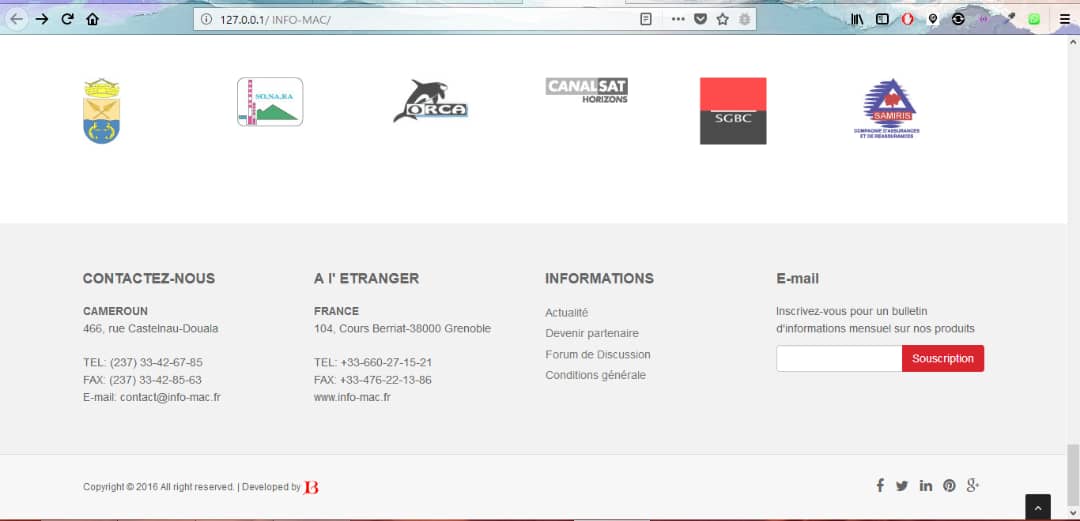 127.0.0.1/ INFO-MAC/
SO.NA.RA
ORCA
CANALSAT
HORIZONS
SGBC
SAMIRIS
COMPAGNIE D'ASSURANCES
ET DE REASSURANCES
CONTACTEZ-NOUS
CAMEROUN
466, rue Castelnau-Douala
TEL: (237) 33-42-67-85
FAX: (237) 33-42-85-63
E-mail: contact@info-mac.fr
A l' ETRANGER
FRANCE
104, Cours Berriat-38000 Grenoble
TEL: +33-660-27-15-21
FAX: +33-476-22-13-86
www.info-mac.fr
INFORMATIONS
Actualité
Devenir partenaire
Forum de Discussion
Conditions générale
E-mail
Inscrivez-vous pour un bulletin
d'informations mensuel sur nos produits
Souscription
Copyright © 2016 All right reserved. | Developed by